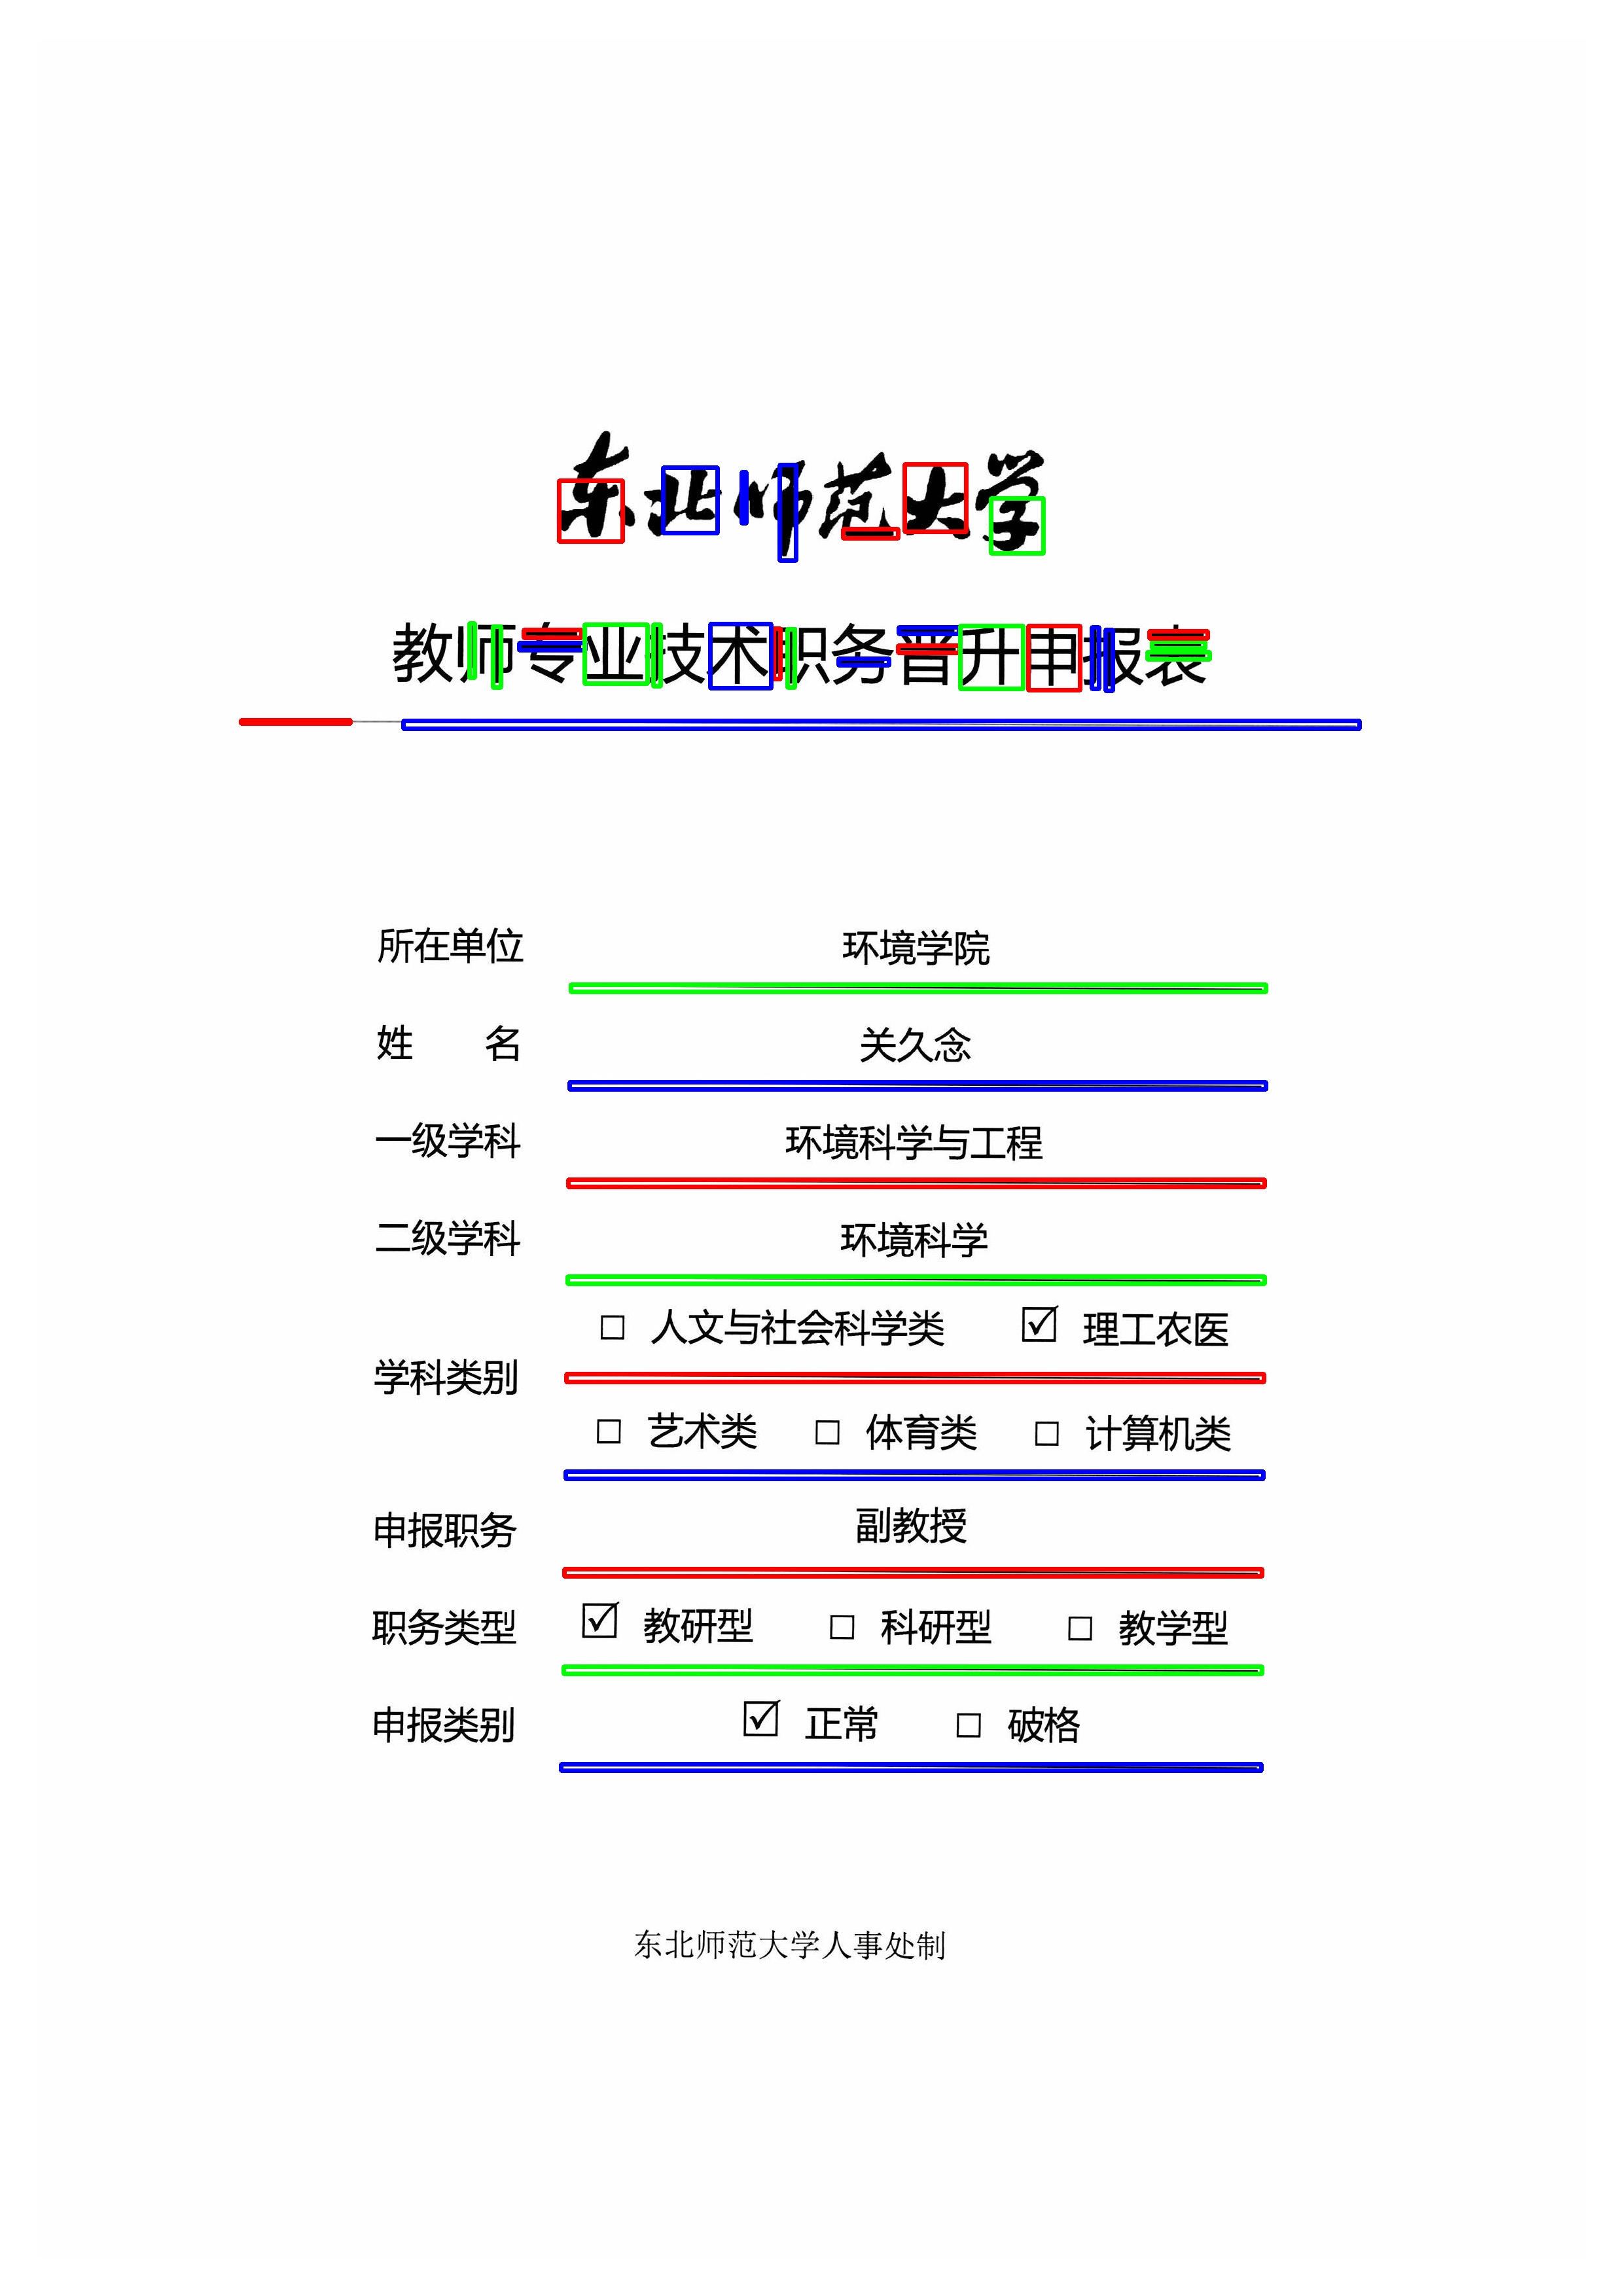 东北师范大学
教师专业技术职务晋升申报表
所在单位 环境学院
姓 名 关久念
一级学科 环境科学与工程
二级学科 环境科学
□ 人文与社会科学类 ☑ 理工农医
学科类别
□ 艺术类 □ 体育类 □ 计算机类
申报职务 副教授
职务类型 ☑ 教研型 □ 科研型 □ 教学型
申报类别 ☑ 正常 □ 破格
东北师范大学人事处制